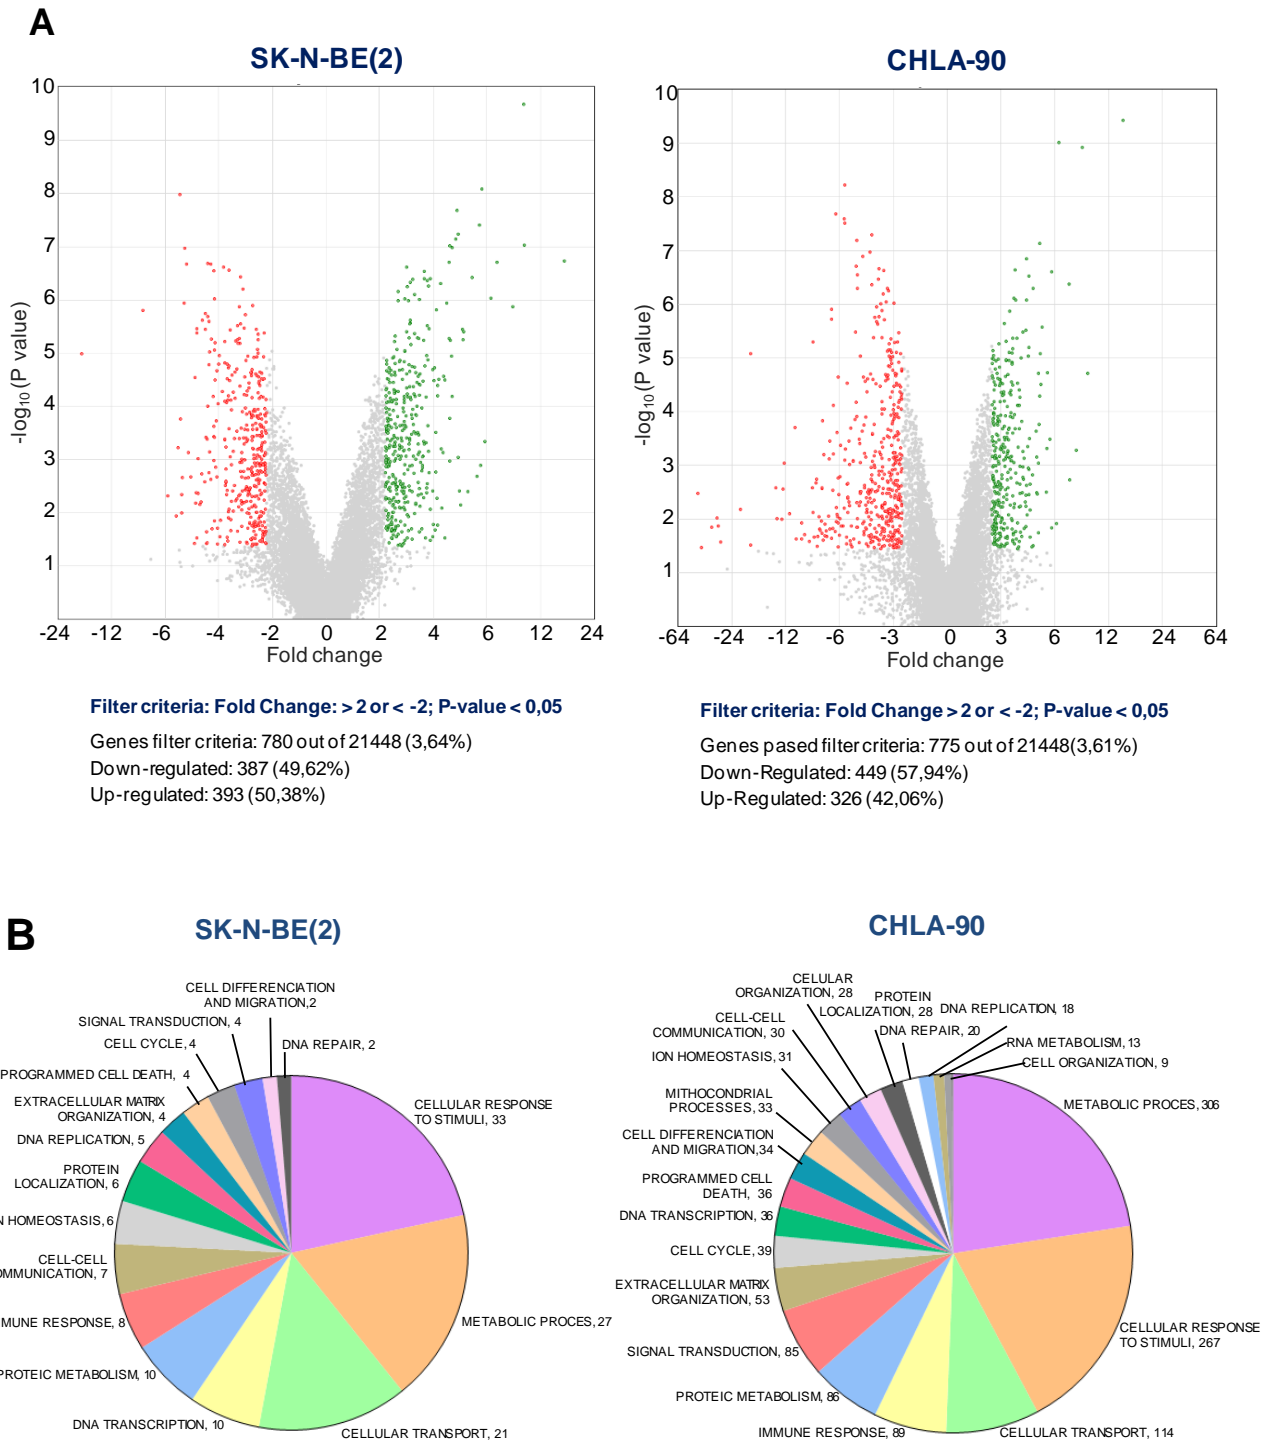 A
SK-N-BE(2)
10
9
8
7
6
5
4
3
2
1
-log10(P value)
-24 -12 -6 -4 -2 0 2 4 6 12 24
Fold change
Filter criteria: Fold Change: > 2 or < -2; P-value < 0,05
Genes filter criteria: 780 out of 21448 (3,64%)
Down-regulated: 387 (49,62%)
Up-regulated: 393 (50,38%)
CHLA-90
10
9
8
7
6
5
4
3
2
1
-log10(P value)
-64 -24 -12 -6 -3 0 3 6 12 24 64
Fold change
Filter criteria: Fold Change > 2 or < -2; P-value < 0,05
Genes pased filter criteria: 775 out of 21448(3,61%)
Down-Regulated: 449 (57,94%)
Up-Regulated: 326 (42,06%)
B
SK-N-BE(2)
CELL DIFFERENCIATION
AND MIGRATION,2
SIGNAL TRANSDUCTION, 4
CELL CYCLE, 4
DNA REPAIR, 2
PROGRAMMED CELL DEATH, 4
EXTRACELLULAR MATRIX
ORGANIZATION, 4
DNA REPLICATION, 5
PROTEIN
LOCALIZATION, 6
N HOMEOSTASIS, 6
CELL-CELL
OMMUNICATION, 7
MUNE RESPONSE, 8
PROTEIC METABOLISM, 10
DNA TRANSCRIPTION, 10
CELLULAR TRANSPORT, 21
METABOLIC PROCES, 27
CELLULAR RESPONSE
TO STIMULI, 33
CHLA-90
CELULAR
ORGANIZATION, 28
PROTEIN
LOCALIZATION, 28
DNA REPLICATION, 18
CELL-CELL
COMMUNICATION, 30
DNA REPAIR, 20
RNA METABOLISM, 13
ION HOMEOSTASIS, 31
CELL ORGANIZATION, 9
MITHOCONDRIAL
PROCESSES, 33
METABOLIC PROCES, 306
CELL DIFFERENCIATION
AND MIGRATION,34
PROGRAMMED CELL
DEATH, 36
DNA TRANSCRIPTION, 36
CELL CYCLE, 39
EXTRACELLULAR MATRIX
ORGANIZATION, 53
SIGNAL TRANSDUCTION, 85
PROTEIC METABOLISM, 86
IMMUNE RESPONSE, 89
CELLULAR TRANSPORT, 114
CELLULAR RESPONSE
TO STIMULI, 267